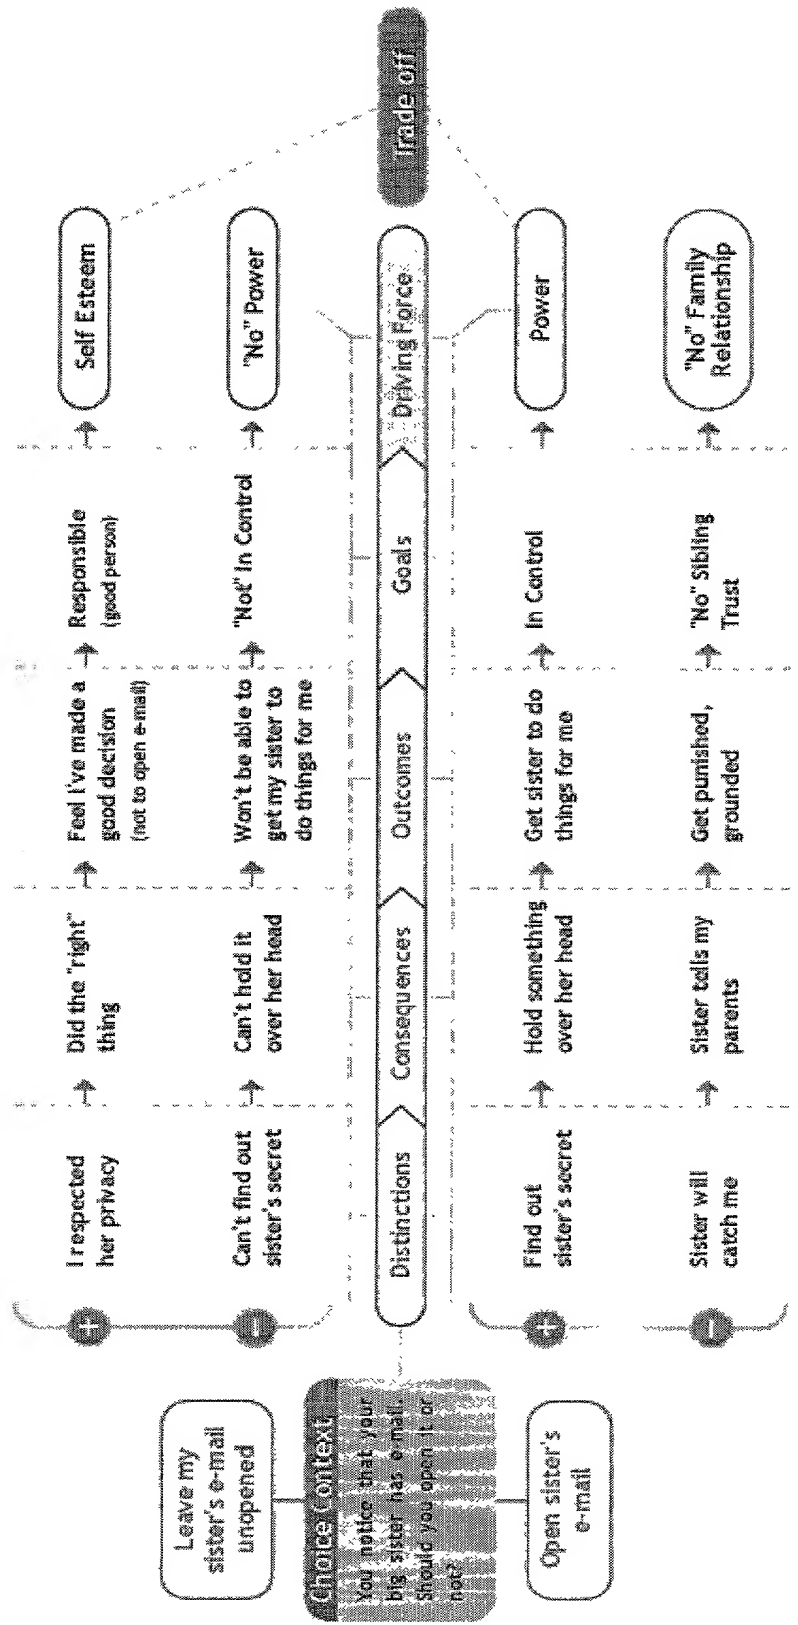 Leave my
sister's e-mail
unopened
Choice Context
You notice that your
big sister has e-mail.
Should you open it or
not?
Open sister's
e-mail
+
I respected
her privacy
Did the "right"
thing
Feel I've made a
good decision
(not to open e-mail)
Responsible
(good person)
Self Esteem
–
Can't find out
sister's secret
Can't hold it
over her head
Won't be able to
get my sister to
do things for me
"Not" In Control
"No" Power
Distinctions
Consequences
Outcomes
Goals
Driving Force
Trade off
+
Find out
sister's secret
Hold something
over her head
Get sister to do
things for me
In Control
Power
–
Sister will
catch me
Sister tells my
parents
Get punished,
grounded
"No" Sibling
Trust
"No" Family
Relationship